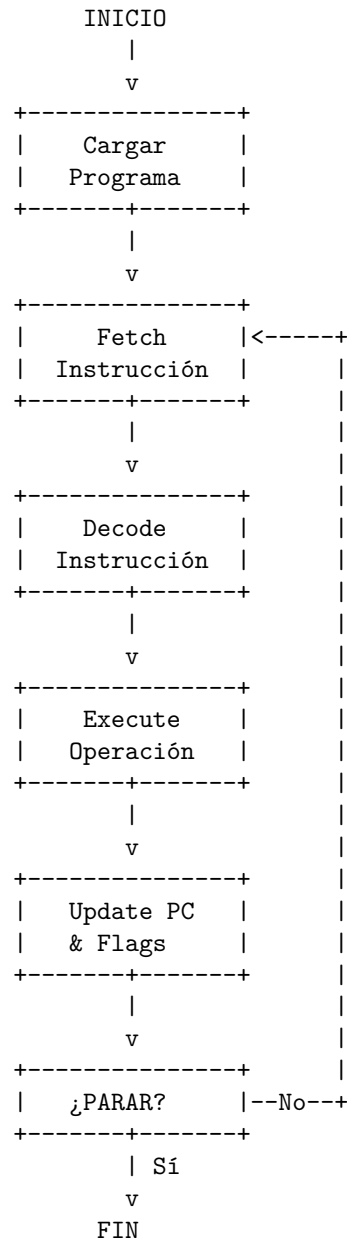 INICIO
Cargar
Programa
Fetch
Instrucción
Decode
Instrucción
Execute
Operación
Update PC
& Flags
¿PARAR?
--No--
Sí
FIN